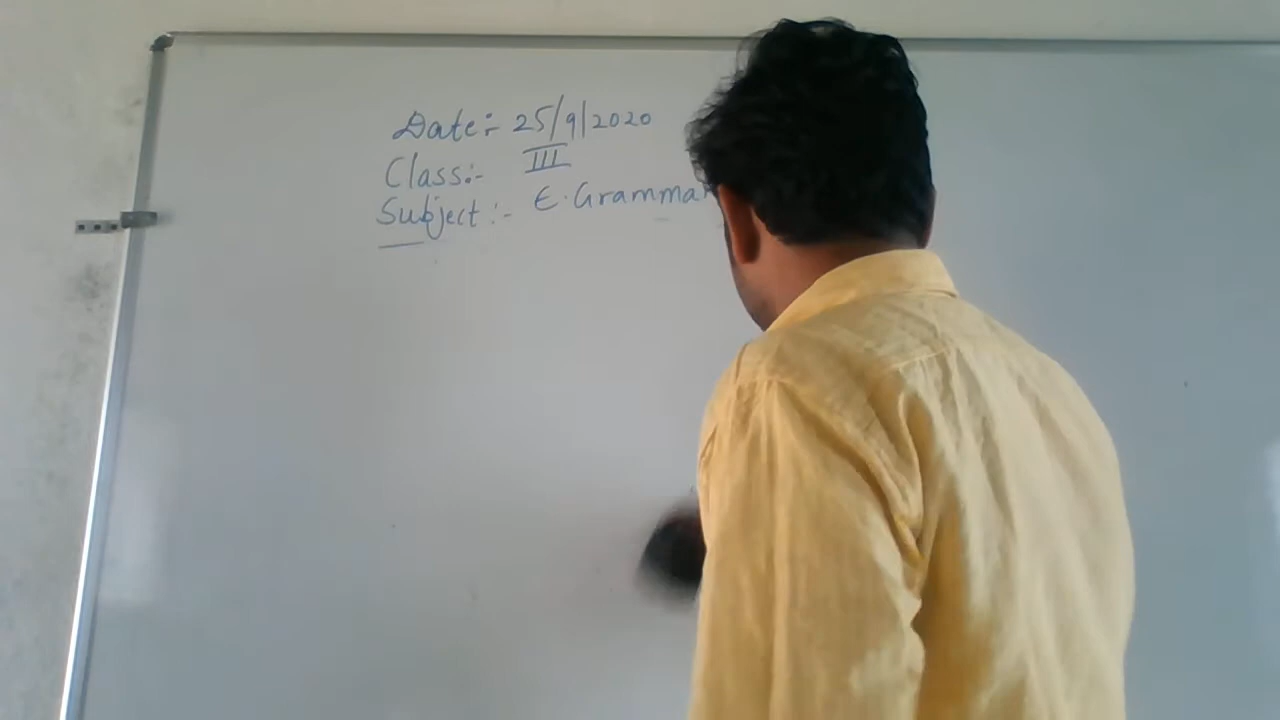 Date:- 25/9/2020
Class:- III
Subject:- E. Grammar